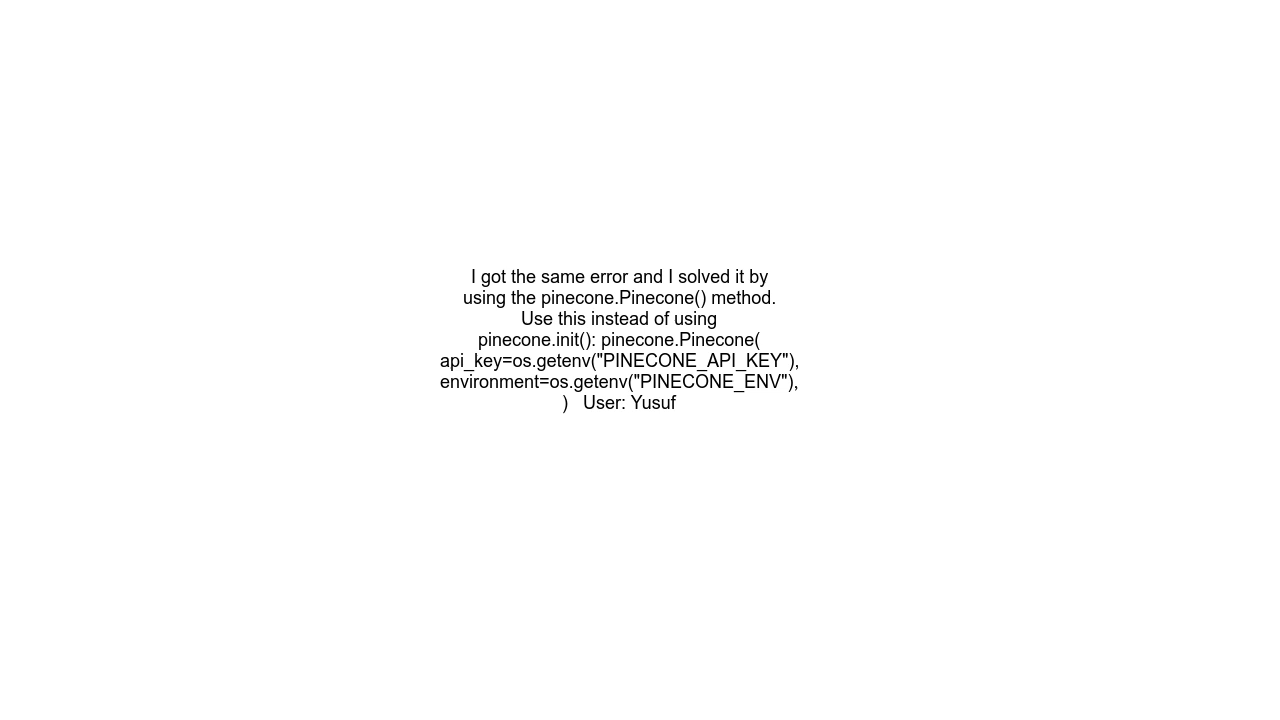 I got the same error and I solved it by
using the pinecone.Pinecone() method.
Use this instead of using
pinecone.init(): pinecone.Pinecone(
api_key=os.getenv("PINECONE_API_KEY"),
environment=os.getenv("PINECONE_ENV"),
)   User: Yusuf